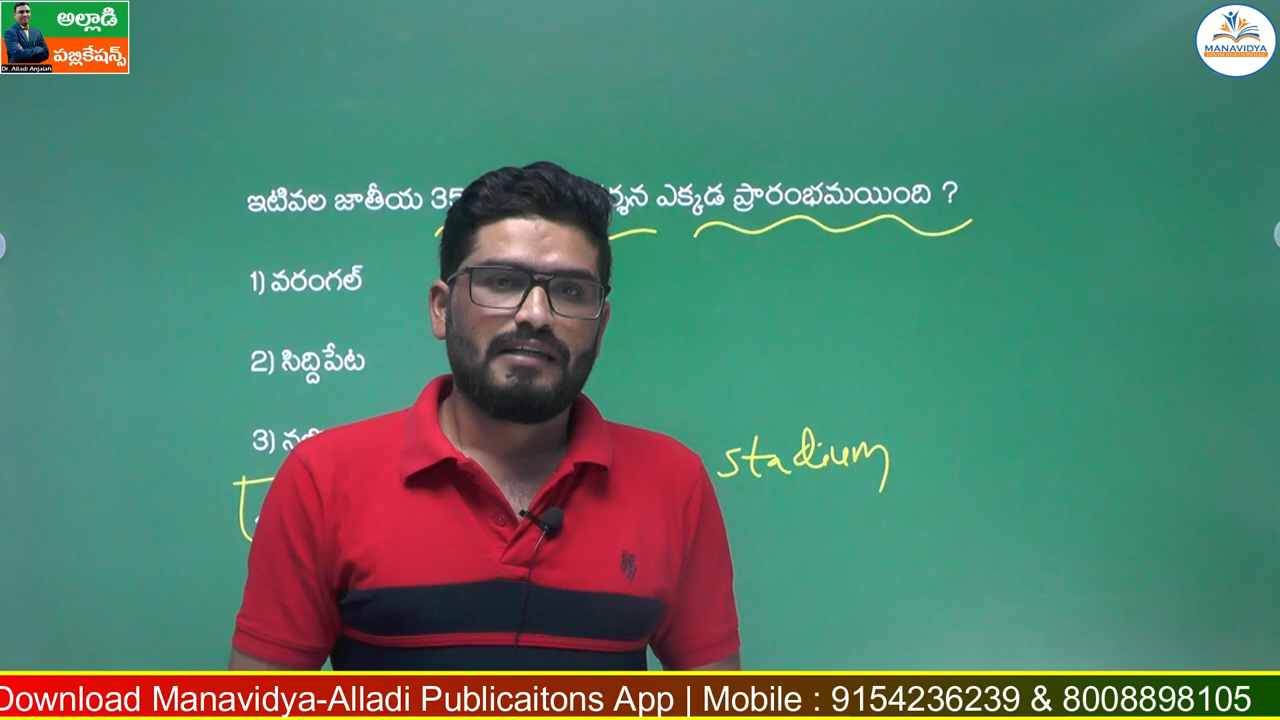 అల్లాడి
పబ్లికేషన్స్
Dr. Alladi Anjaiah
MANAVIDYA
ఇటివల జాతీయ 35 ఎక్కడ ప్రారంభమయింది ?
1) వరంగల్
2) సిద్దిపేట
3)
stadium
Download Manavidya-Alladi Publicaitons App | Mobile : 9154236239 & 8008898105